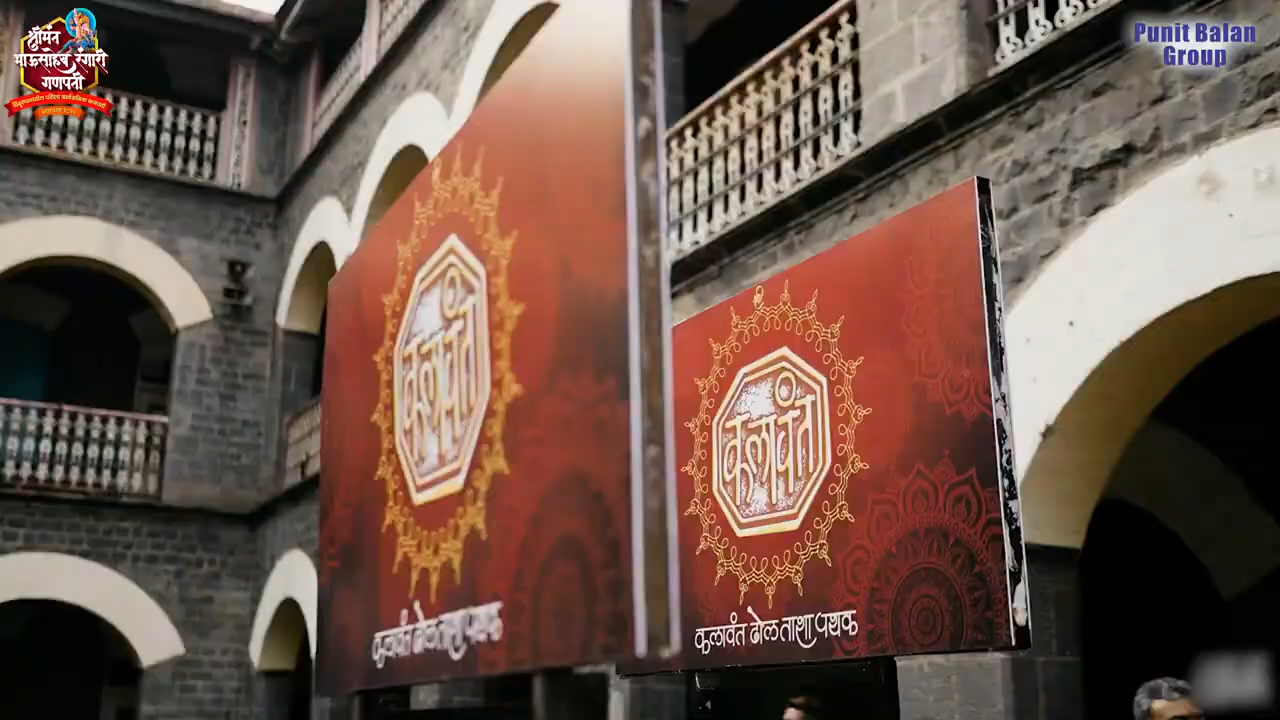 श्रीमंत
भाऊसाहेब रंगारी
गणपती
Punit Balan
Group
कलावंत
कलावंत ढोल ताशा पथक
कलावंत
कलावंत ढोल ताशा पथक